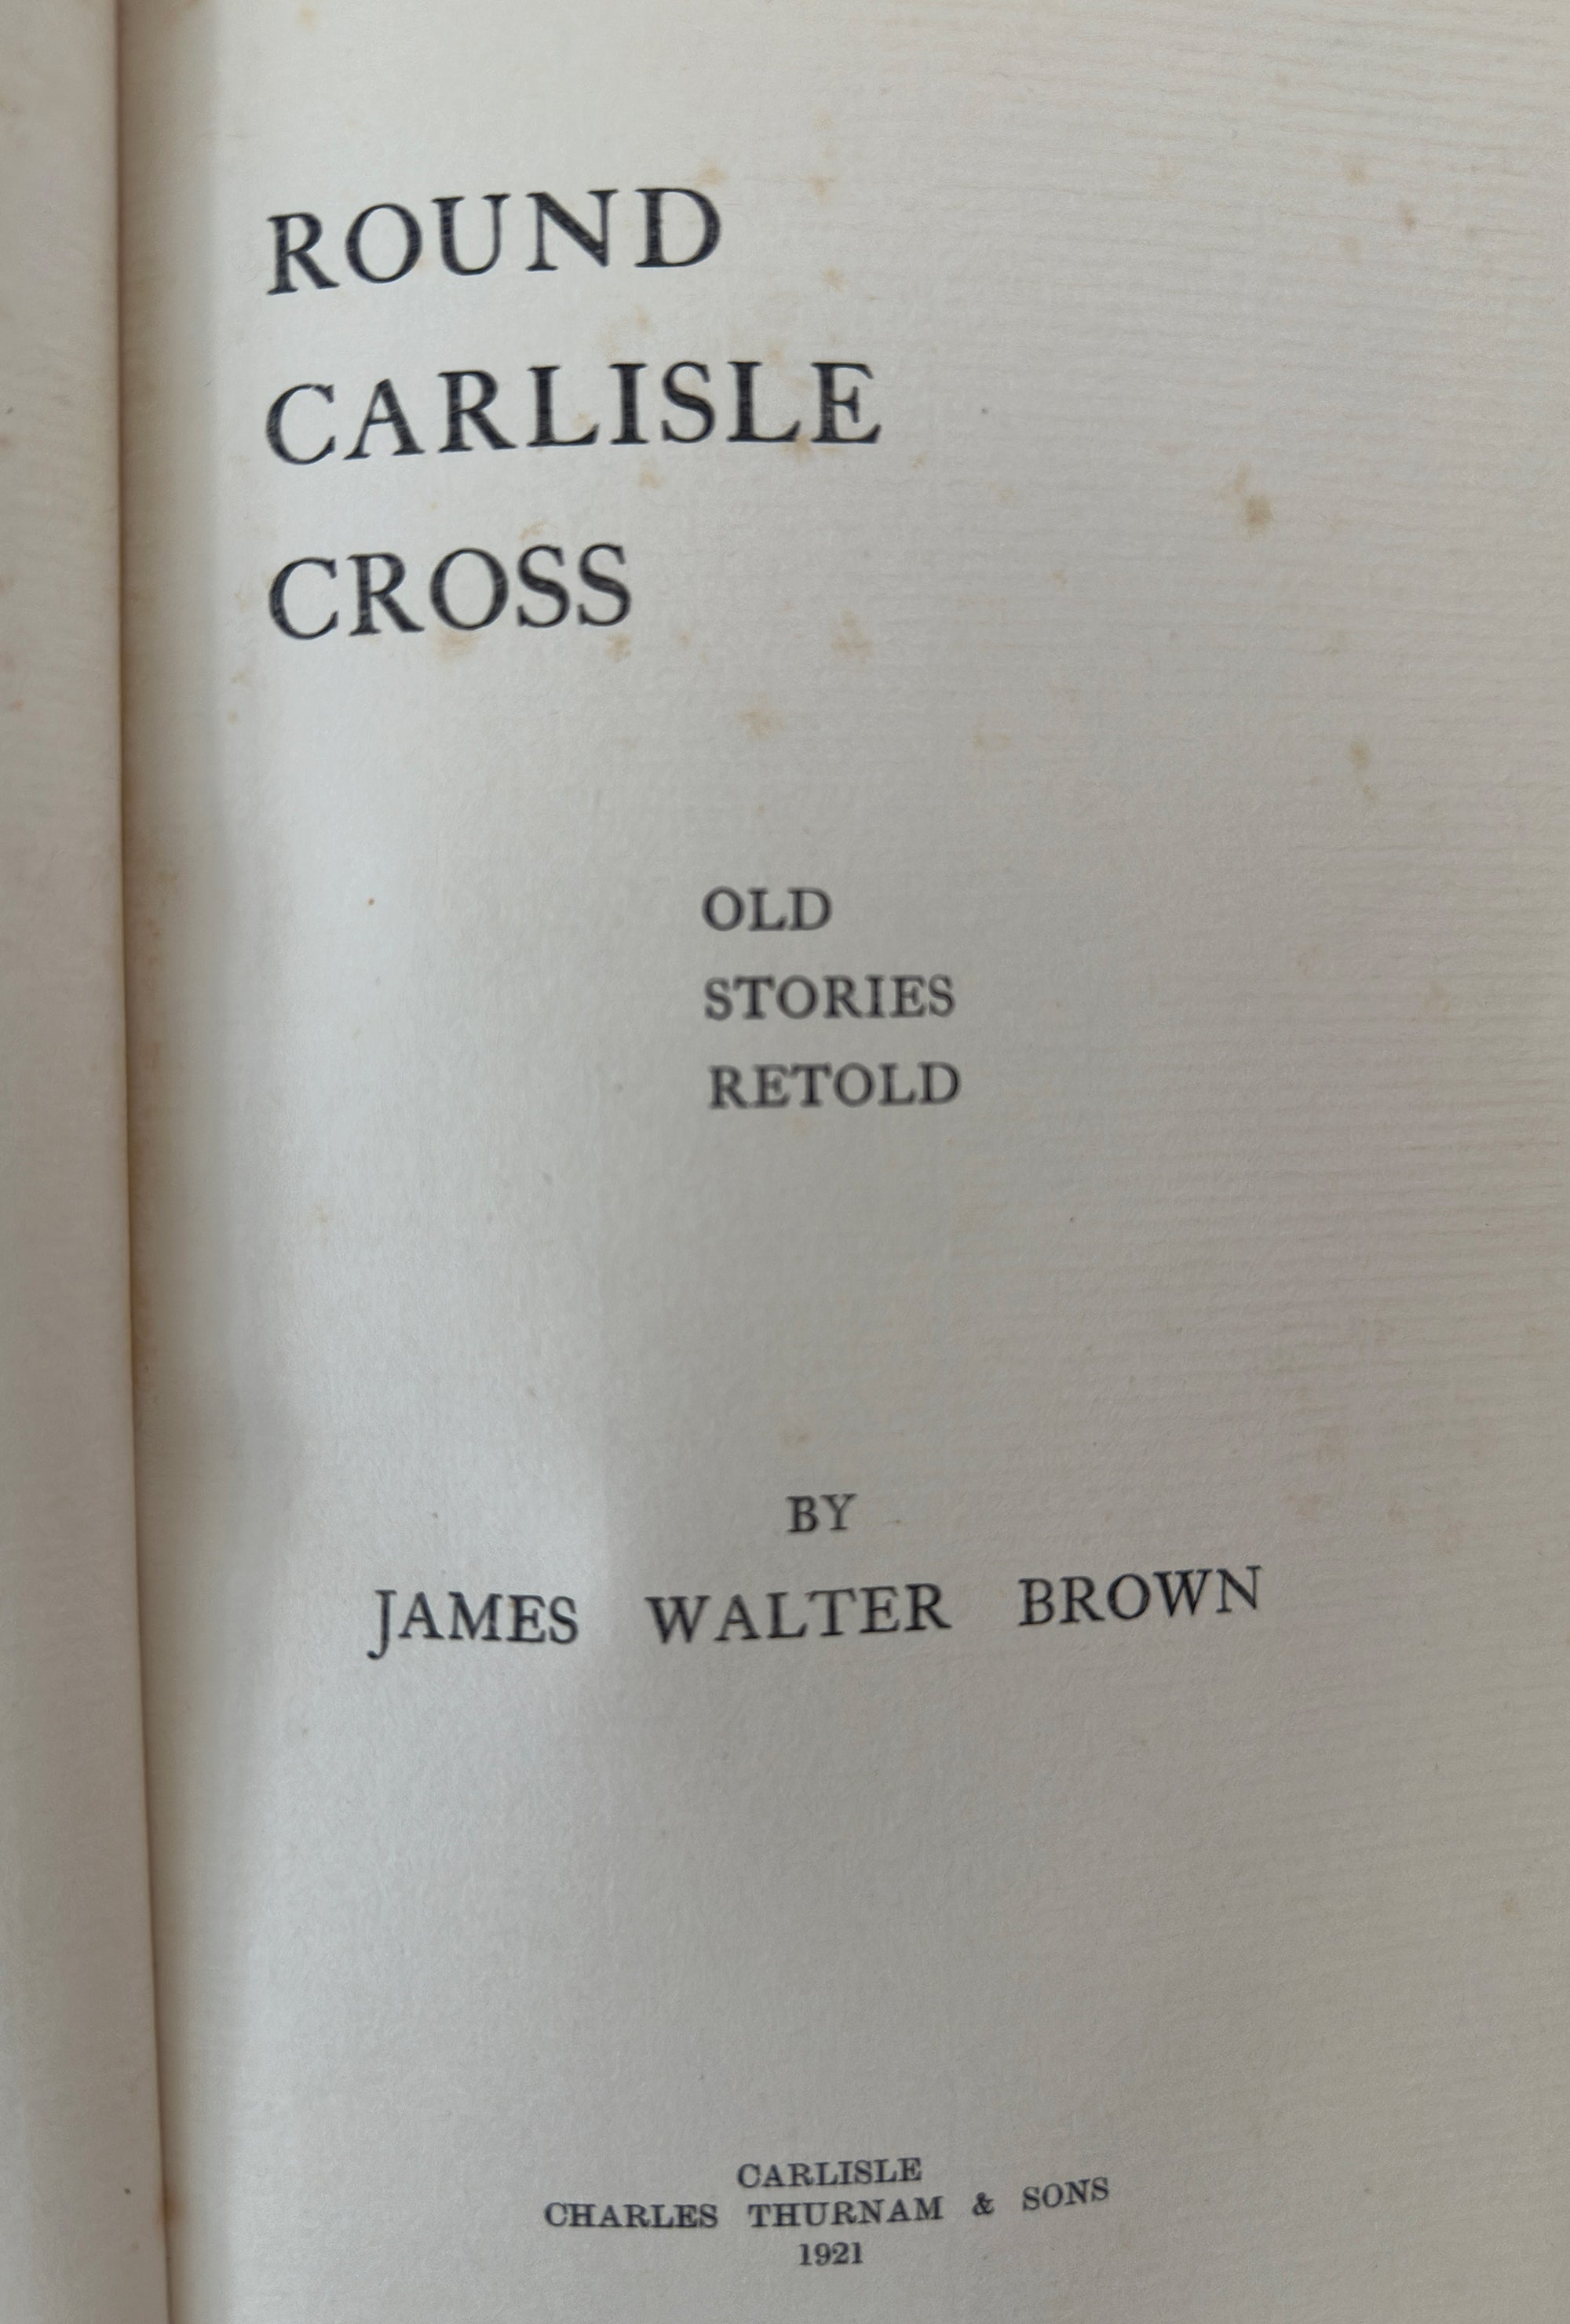 ROUND
CARLISLE
CROSS
OLD
STORIES
RETOLD
BY
JAMES WALTER BROWN
CARLISLE
CHARLES THURNAM & SONS
1921